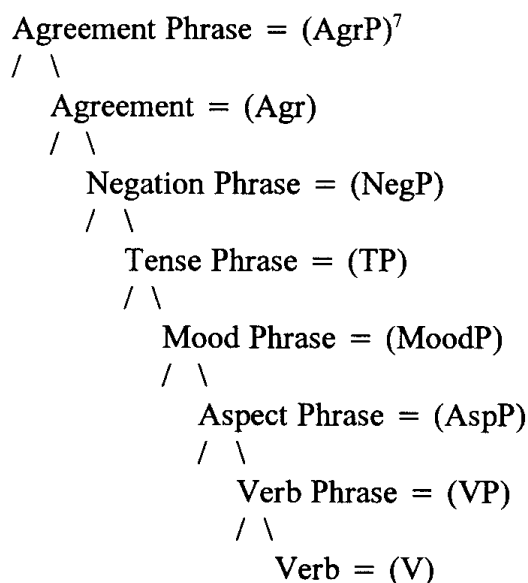 Agreement Phrase = (AgrP)⁷
/ \
Agreement = (Agr)
/ \
Negation Phrase = (NegP)
/ \
Tense Phrase = (TP)
/ \
Mood Phrase = (MoodP)
/ \
Aspect Phrase = (AspP)
/ \
Verb Phrase = (VP)
/ \
Verb = (V)